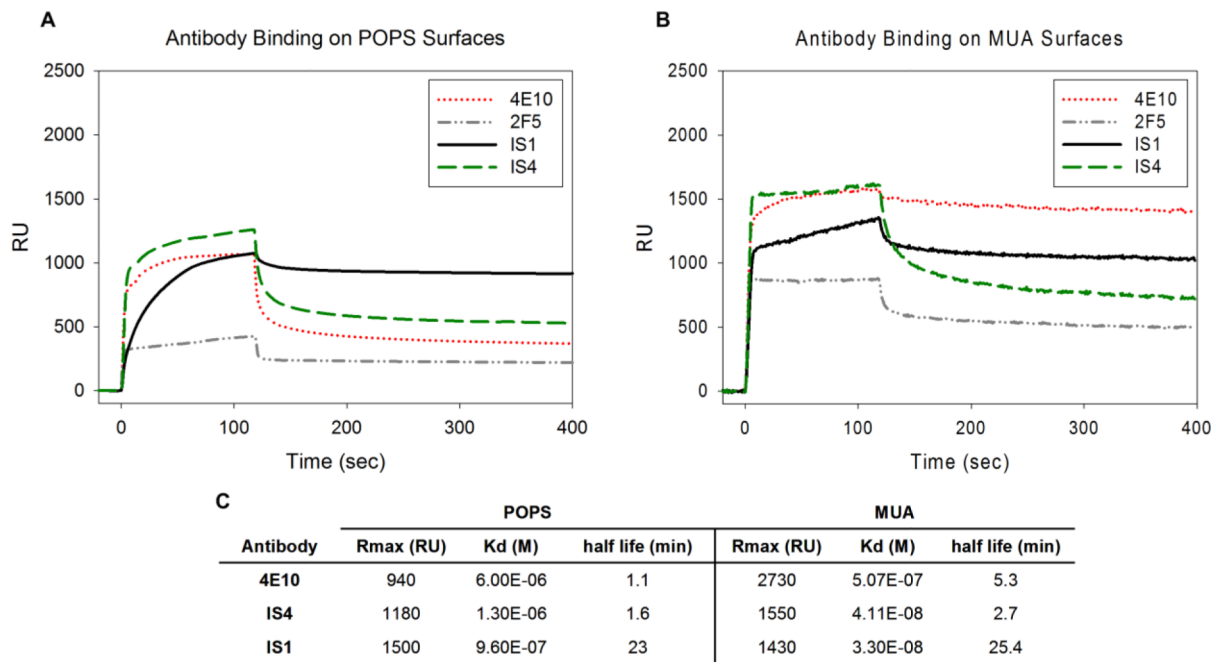 A
Antibody Binding on POPS Surfaces
2500
2000
1500
1000
500
0
RU
4E10
2F5
IS1
IS4
0 100 200 300 400
Time (sec)
B
Antibody Binding on MUA Surfaces
2500
2000
1500
1000
500
0
RU
4E10
2F5
IS1
IS4
0 100 200 300 400
Time (sec)
C
POPS MUA
Antibody Rmax (RU) Kd (M) half life (min) Rmax (RU) Kd (M) half life (min)
4E10 940 6.00E-06 1.1 2730 5.07E-07 5.3
IS4 1180 1.30E-06 1.6 1550 4.11E-08 2.7
IS1 1500 9.60E-07 23 1430 3.30E-08 25.4